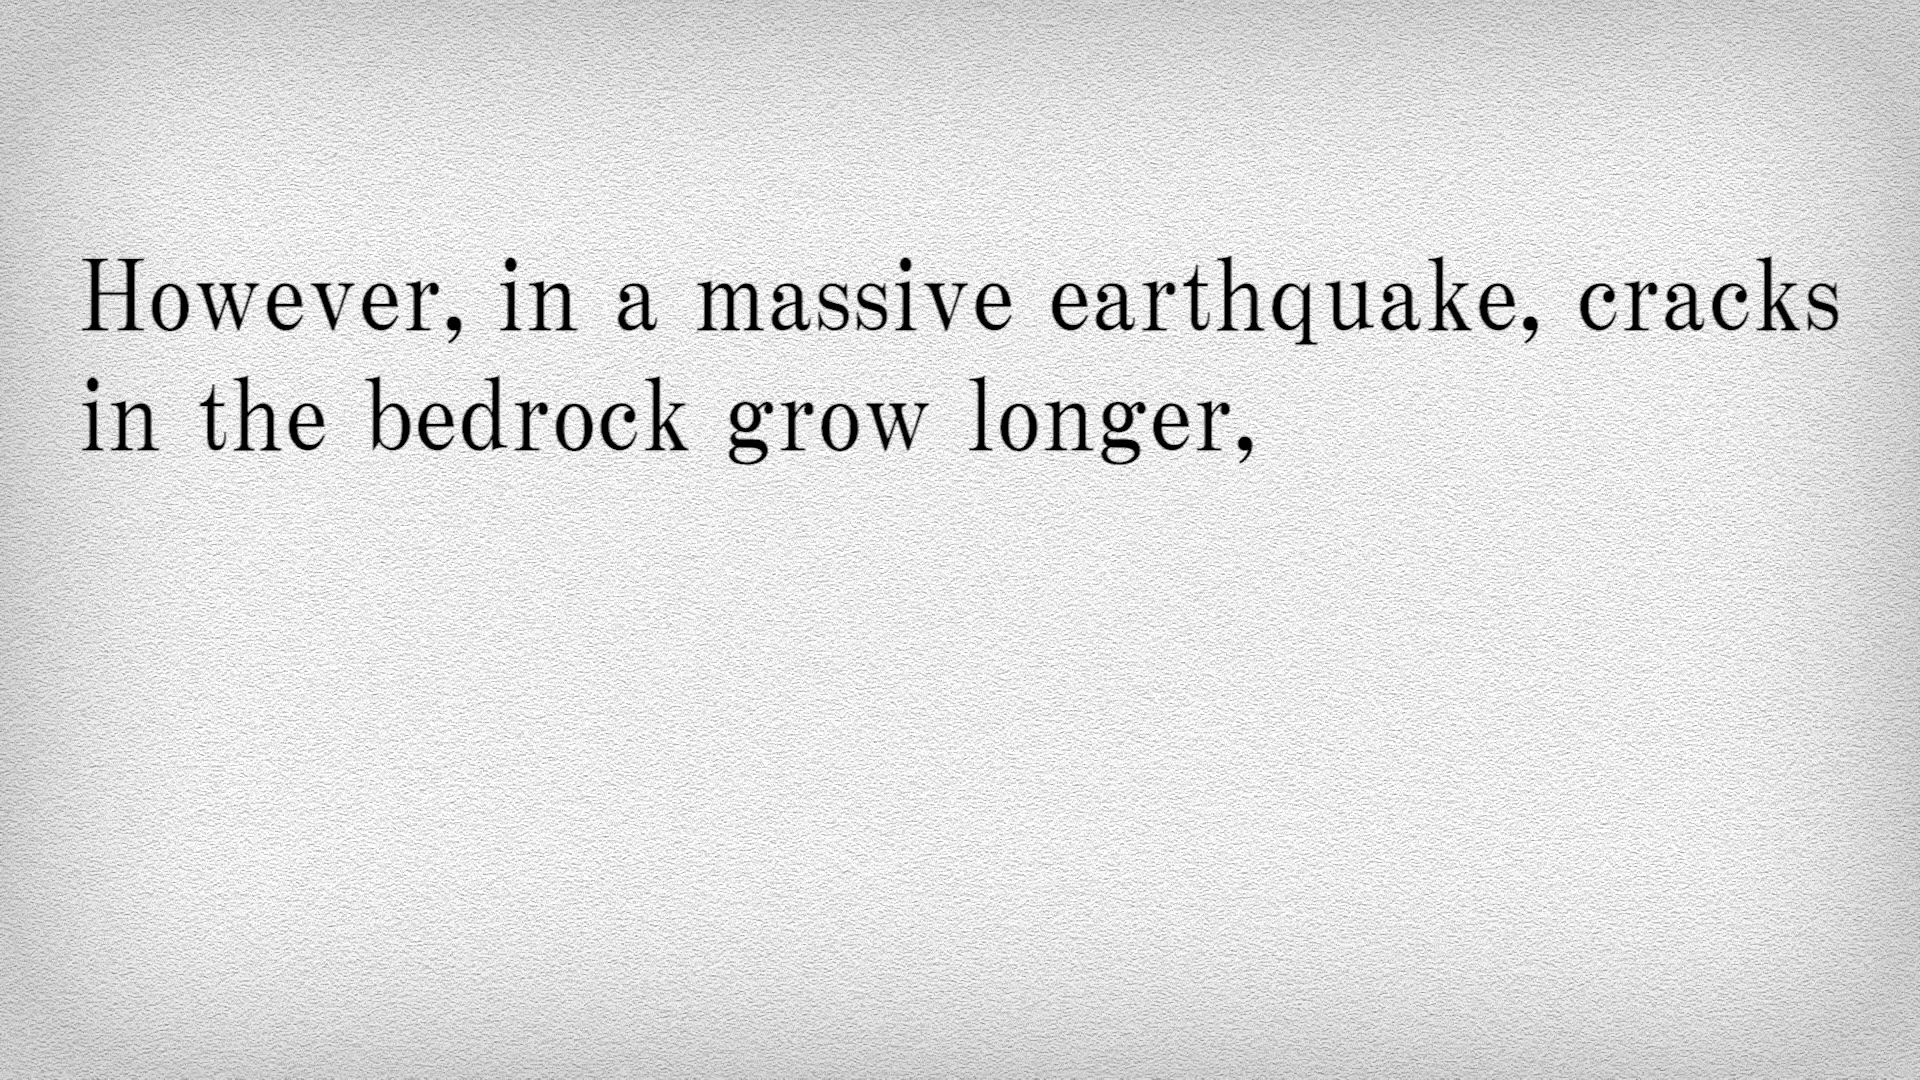 However, in a massive earthquake, cracks
in the bedrock grow longer,